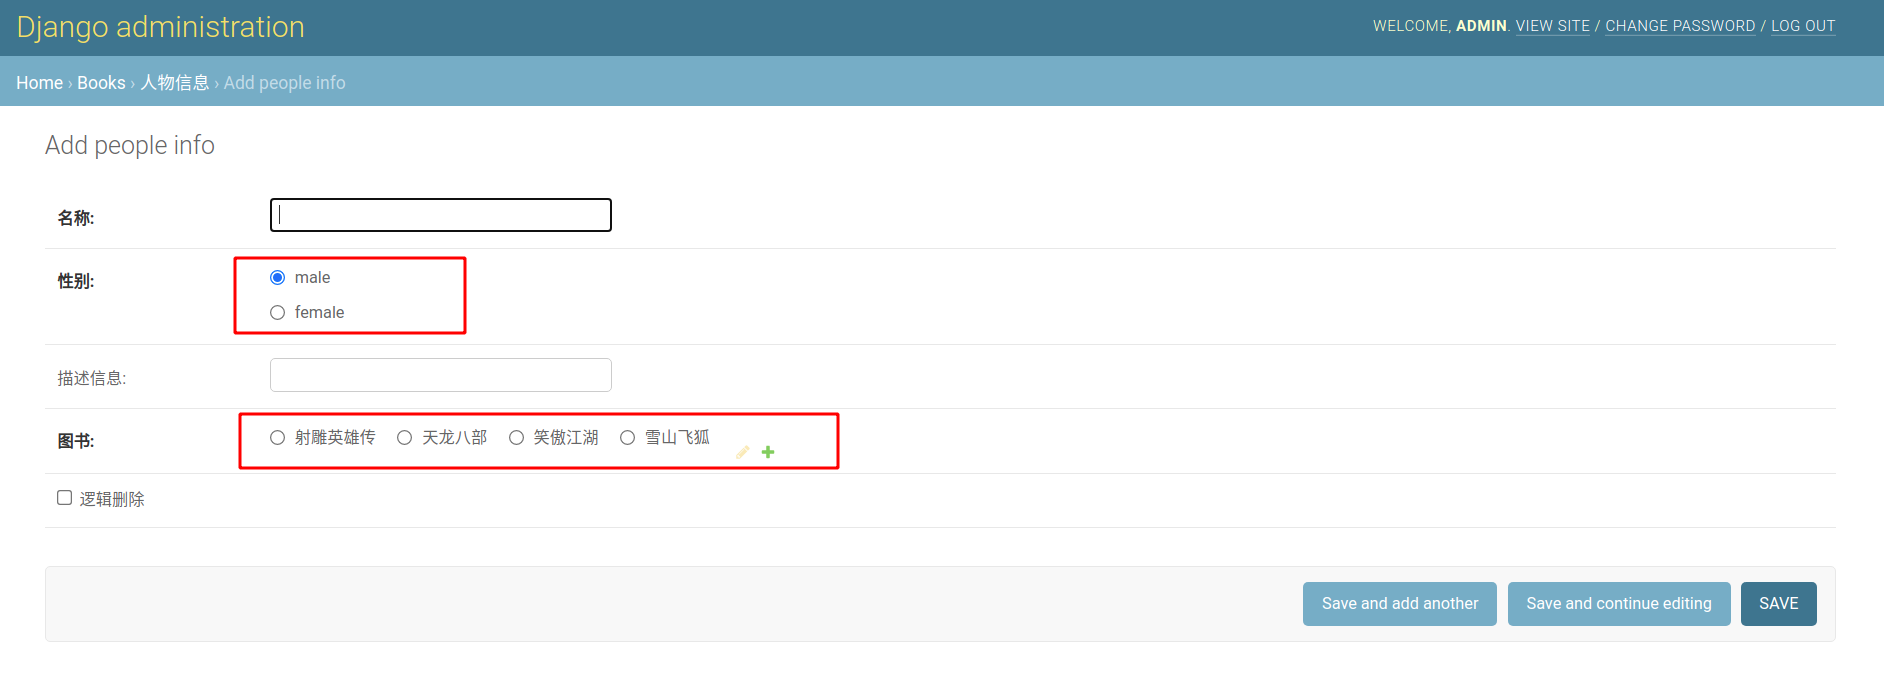 Django administration
WELCOME, ADMIN. VIEW SITE / CHANGE PASSWORD / LOG OUT
Home › Books › 人物信息 › Add people info
Add people info
名称:
性别:
male
female
描述信息:
图书:
射雕英雄传 天龙八部 笑傲江湖 雪山飞狐
逻辑删除
Save and add another
Save and continue editing
SAVE